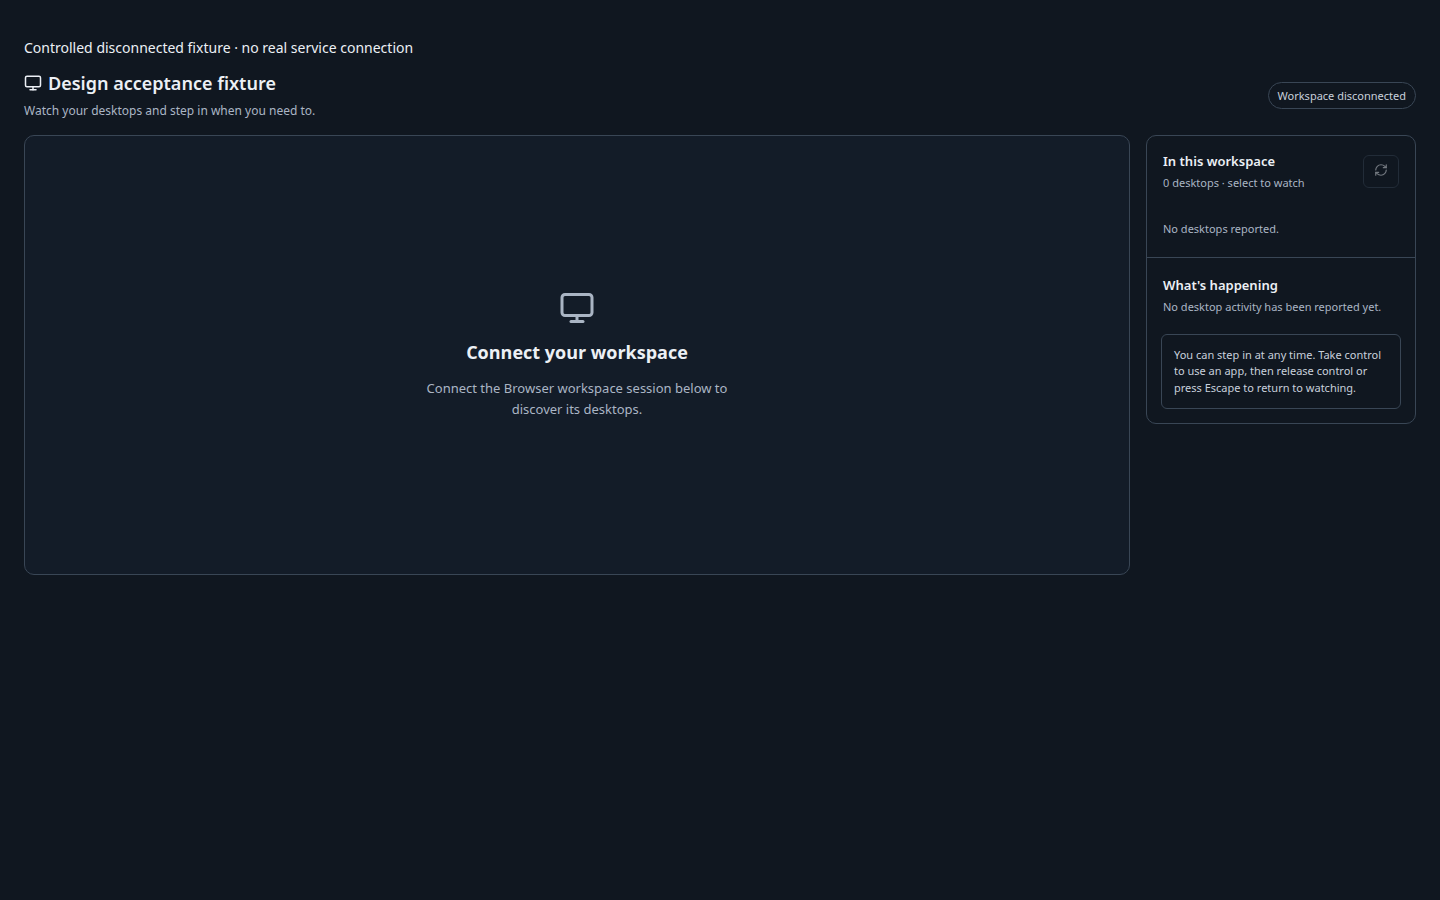 Controlled disconnected fixture · no real service connection
Design acceptance fixture
Watch your desktops and step in when you need to.
Workspace disconnected
Connect your workspace
Connect the Browser workspace session below to
discover its desktops.
In this workspace
0 desktops · select to watch
No desktops reported.
What's happening
No desktop activity has been reported yet.
You can step in at any time. Take control
to use an app, then release control or
press Escape to return to watching.